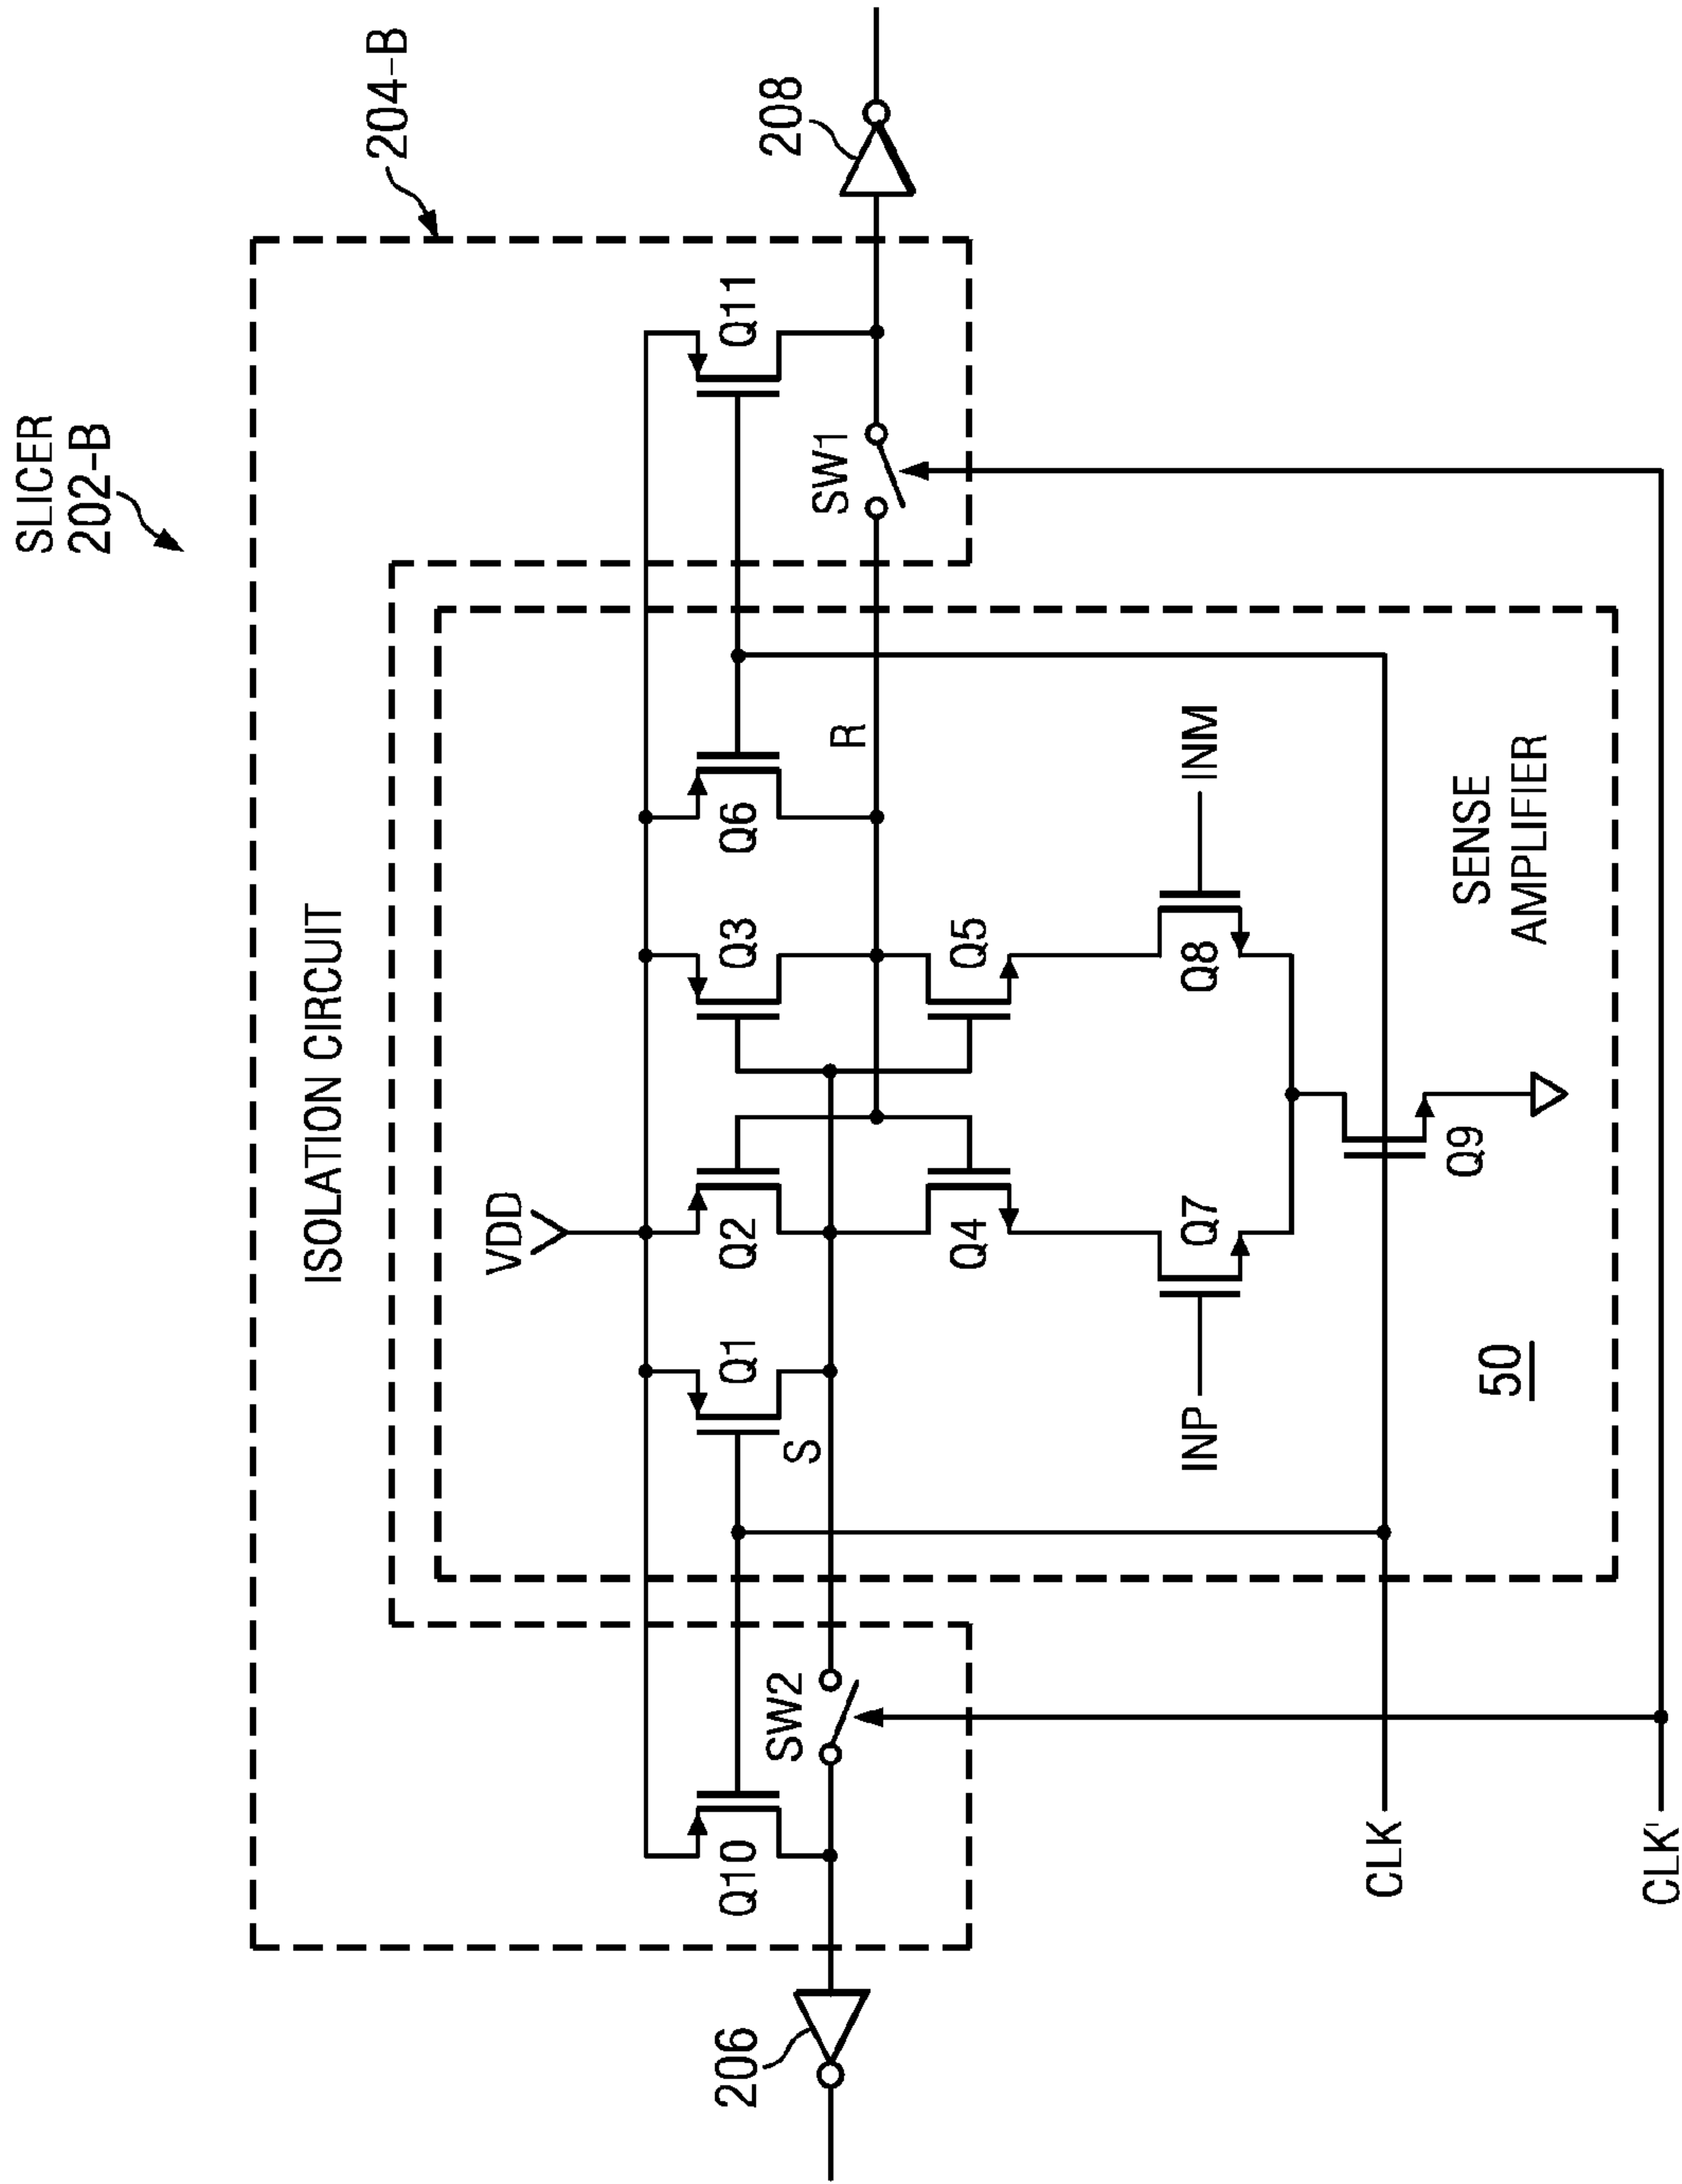 SLICER
202-B
204-B
ISOLATION CIRCUIT
VDD
Q10
Q1
Q2
Q3
Q6
Q11
SW2
S
R
SW1
206
208
Q4
Q5
INP
Q7
Q8
INM
Q9
50
SENSE
AMPLIFIER
CLK
CLK'